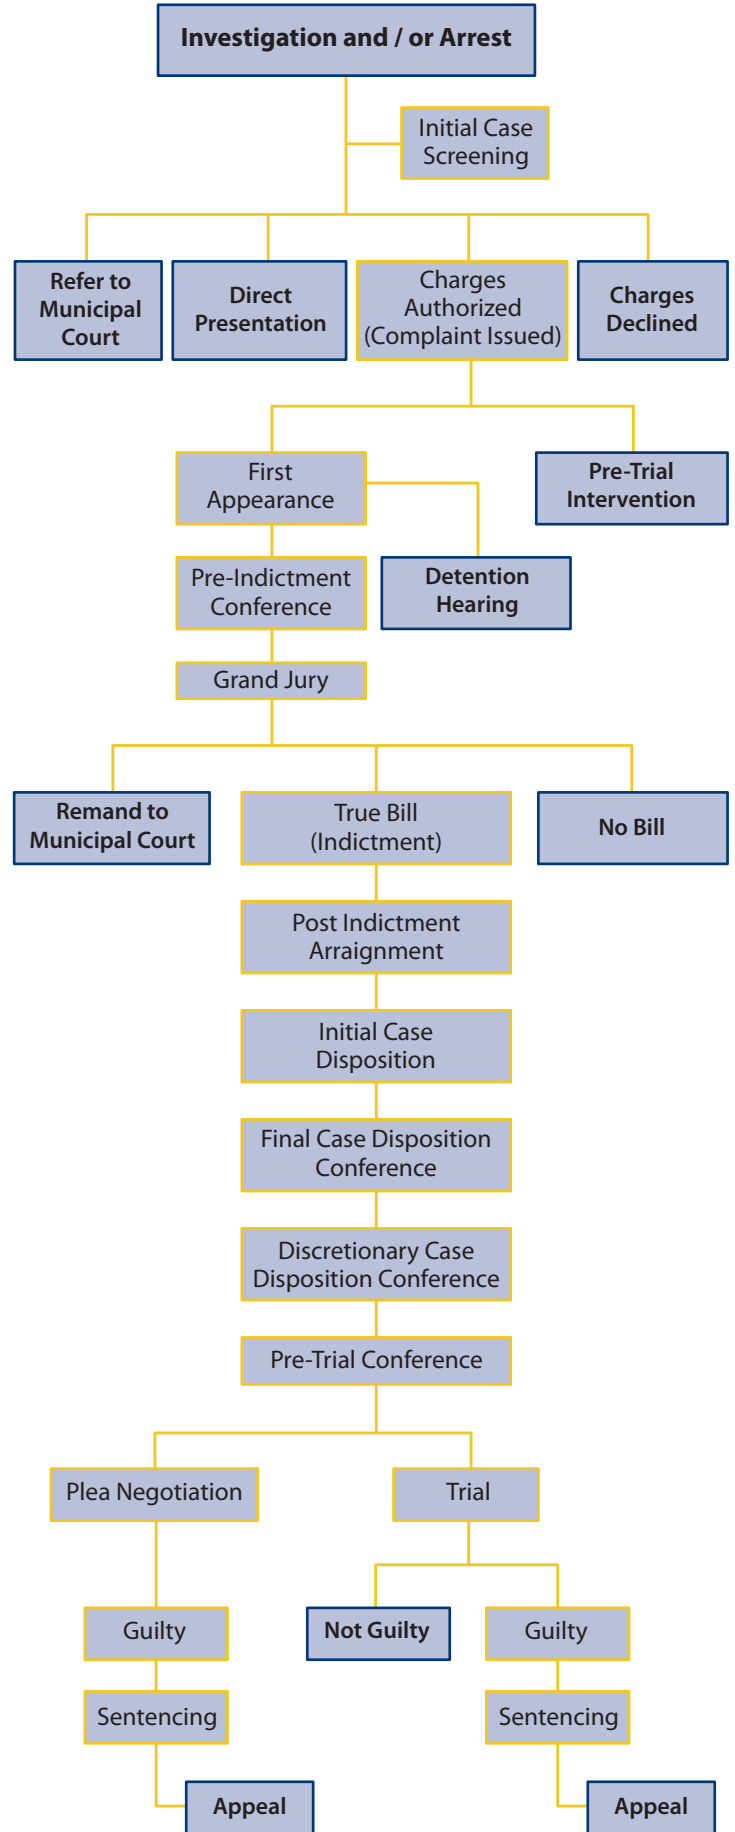 Investigation and / or Arrest
Initial Case
Screening
Refer to
Municipal
Court
Direct
Presentation
Charges
Authorized
(Complaint Issued)
Charges
Declined
First
Appearance
Pre-Trial
Intervention
Pre-Indictment
Conference
Detention
Hearing
Grand Jury
Remand to
Municipal Court
True Bill
(Indictment)
No Bill
Post Indictment
Arraignment
Initial Case
Disposition
Final Case Disposition
Conference
Discretionary Case
Disposition Conference
Pre-Trial Conference
Plea Negotiation
Trial
Guilty
Not Guilty
Guilty
Sentencing
Sentencing
Appeal
Appeal